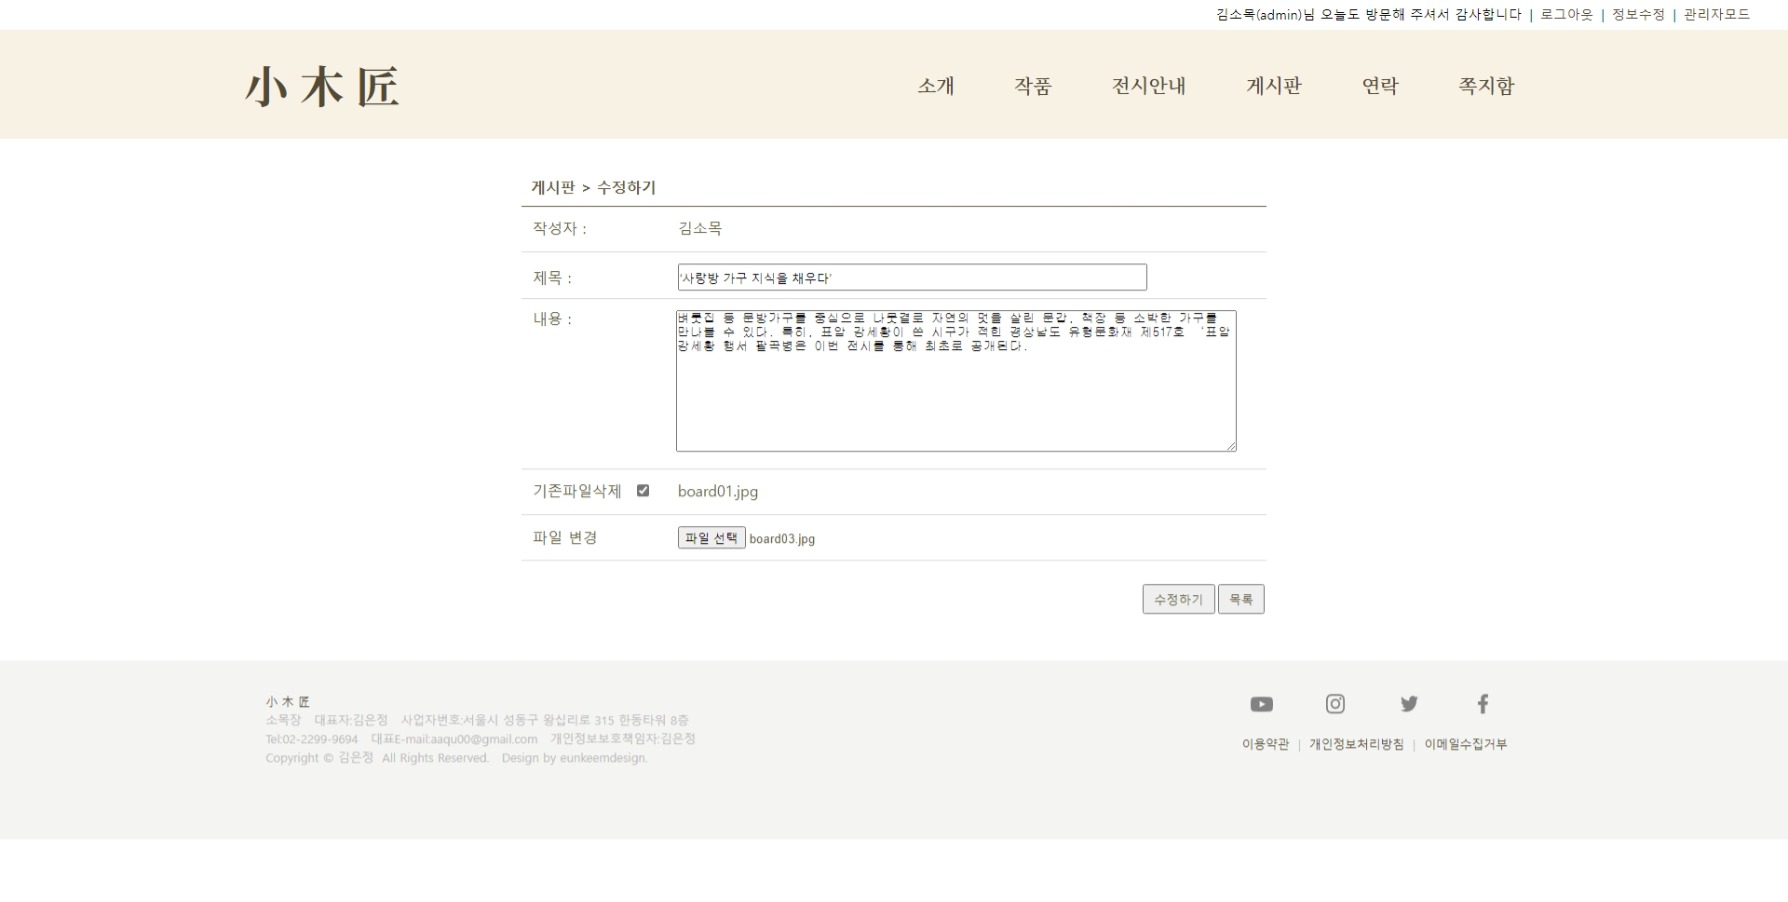 김소목(admin)님 오늘도 방문해 주셔서 감사합니다 | 로그아웃 | 정보수정 | 관리자모드
小木匠
소개 작품 전시안내 게시판 연락 쪽지함
게시판 > 수정하기
작성자 : 김소목
제목 : '사랑방 가구 지식을 채우다'
내용 : 벼룻집 등 문방가구를 중심으로 나뭇결로 자연의 멋을 살린 문갑, 책장 등 소박한 가구를
만나볼 수 있다. 특히, 표암 강세황이 쓴 시구가 적힌 경상남도 유형문화재 제517호 '표암
강세황 행서 팔곡병은 이번 전시를 통해 최초로 공개된다.
기존파일삭제 board01.jpg
파일 변경 파일 선택 board03.jpg
수정하기 목록
小木匠
소목장 대표자:김은정 사업자번호:서울시 성동구 왕십리로 315 한동타워 8층
Tel:02-2299-9694 대표E-mail:aaqu00@gmail.com 개인정보보호책임자:김은정
Copyright © 김은정 All Rights Reserved. Design by eunkeemdesign.
이용약관 | 개인정보처리방침 | 이메일수집거부